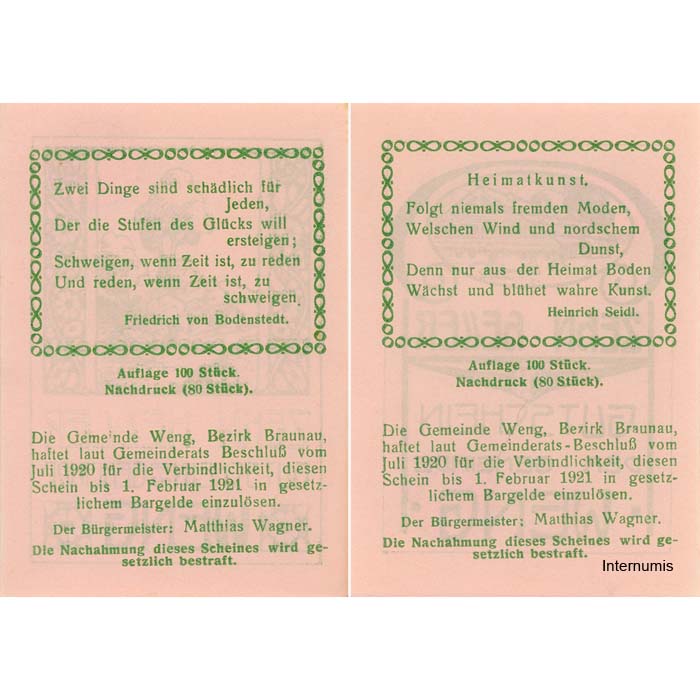 Zwei Dinge sind schädlich für
Jeden,
Der die Stufen des Glücks will
ersteigen;
Schweigen, wenn Zeit ist, zu reden
Und reden, wenn Zeit ist, zu
schweigen.
Friedrich von Bodenstedt.
Auflage 100 Stück.
Nachdruck (80 Stück).
Die Gemeinde Weng, Bezirk Braunau,
haftet laut Gemeinderats Beschluß vom
Juli 1920 für die Verbindlichkeit, diesen
Schein bis 1. Februar 1921 in gesetz-
lichem Bargelde einzulösen.
Der Bürgermeister: Matthias Wagner.
Die Nachahmung dieses Scheines wird ge-
setzlich bestraft.
Heimatkunst.
Folgt niemals fremden Moden,
Welschen Wind und nordschem
Dunst,
Denn nur aus der Heimat Boden
Wächst und blühet wahre Kunst.
Heinrich Seidl.
Auflage 100 Stück.
Nachdruck (80 Stück).
Die Gemeinde Weng, Bezirk Braunau,
haftet laut Gemeinderats-Beschluß vom
Juli 1920 für die Verbindlichkeit, diesen
Schein bis 1. Februar 1921 in gesetz-
lichem Bargelde einzulösen.
Der Bürgermeister: Matthias Wagner.
Die Nachahmung dieses Scheines wird ge-
setzlich bestraft.
Internumis